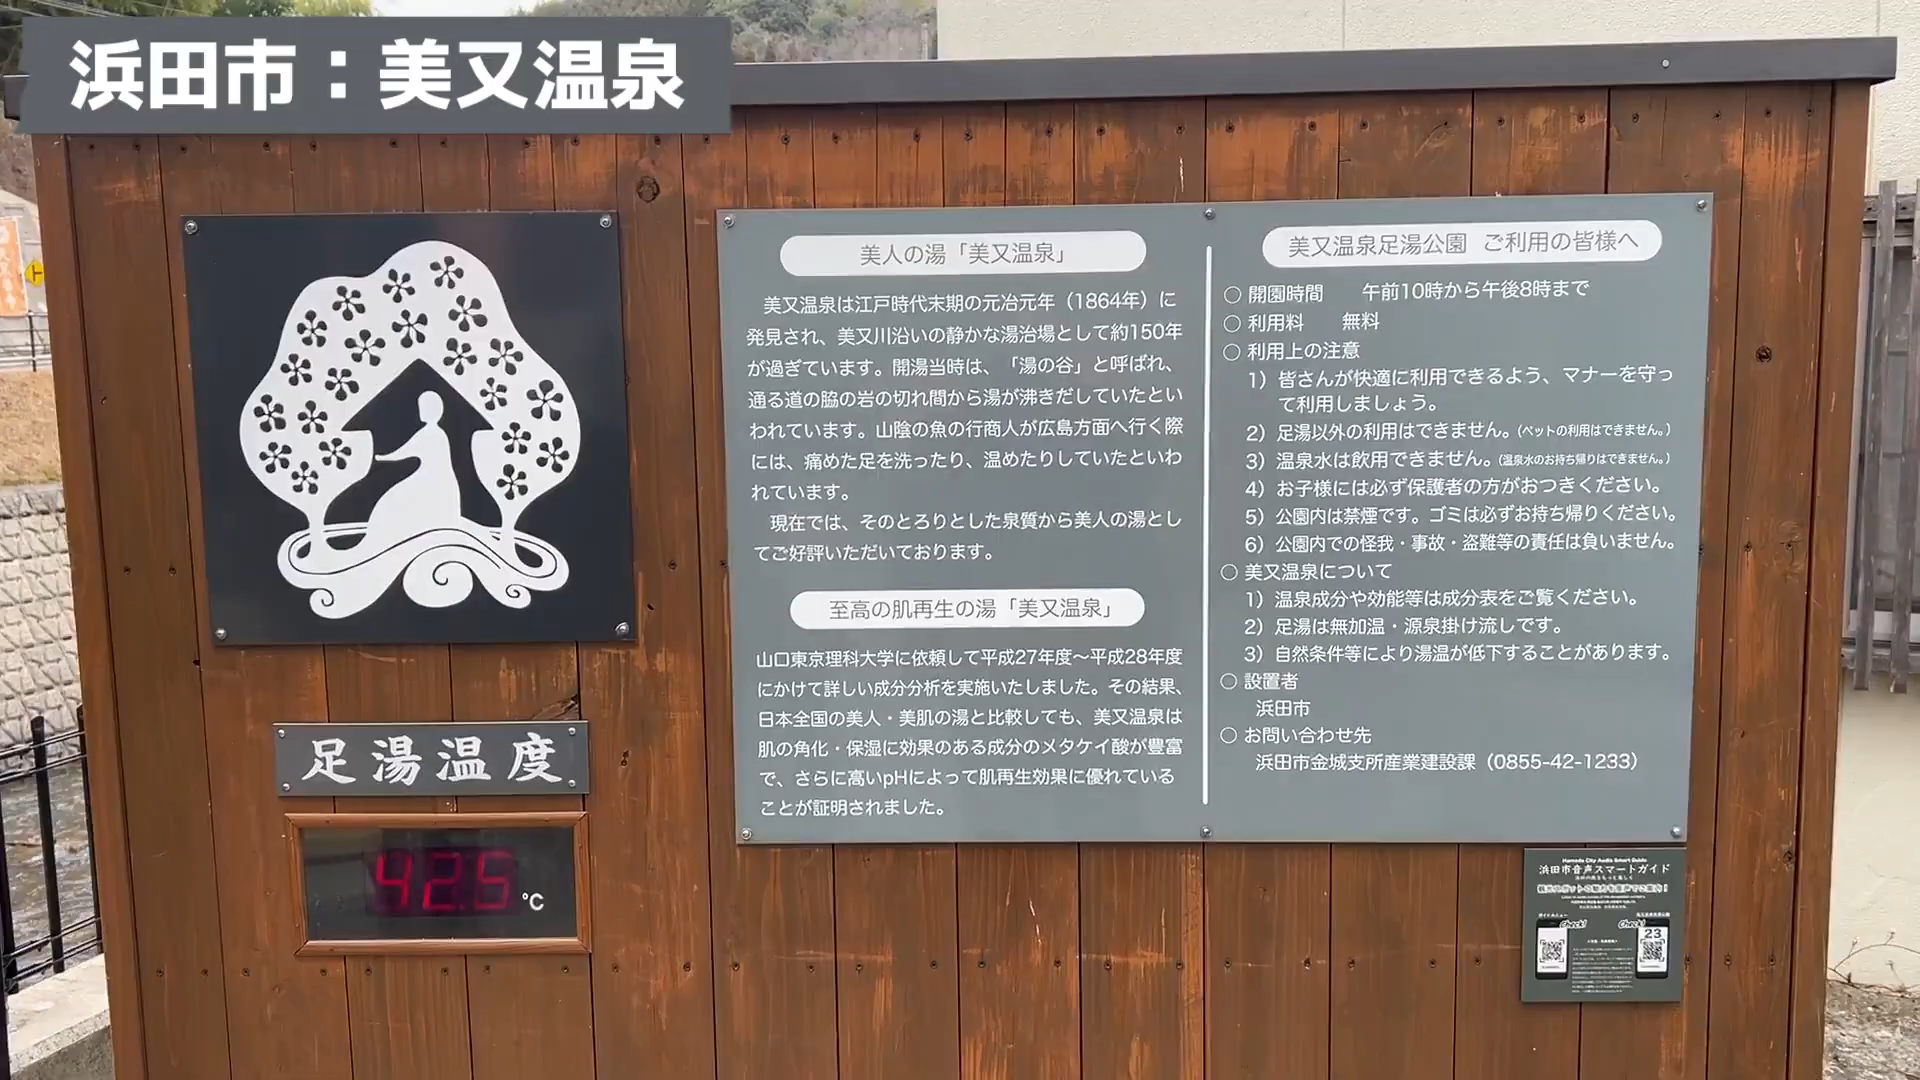 浜田市：美又温泉
美人の湯「美又温泉」
美又温泉は江戸時代末期の元治元年（1864年）に
発見され、美又川沿いの静かな湯治場として約150年
が過ぎています。開湯当時は、「湯の谷」と呼ばれ、
通る道の脇の岩の切れ間から湯が沸きだしていたとい
われています。山陰の魚の行商人が広島方面へ行く際
には、痛めた足を洗ったり、温めたりしていたといわ
れています。
現在では、そのとろりとした泉質から美人の湯とし
てご好評いただいております。
至高の肌再生の湯「美又温泉」
山口東京理科大学に依頼して平成27年度～平成28年度
にかけて詳しい成分分析を実施いたしました。その結果、
日本全国の美人・美肌の湯と比較しても、美又温泉は
肌の角化・保湿に効果のある成分のメタケイ酸が豊富
で、さらに高いpHによって肌再生効果に優れている
ことが証明されました。
美又温泉足湯公園 ご利用の皆様へ
○ 開園時間 午前10時から午後8時まで
○ 利用料 無料
○ 利用上の注意
1）皆さんが快適に利用できるよう、マナーを守っ
て利用しましょう。
2）足湯以外の利用はできません。（ペットの利用はできません。）
3）温泉水は飲用できません。（温泉水のお持ち帰りはできません。）
4）お子様には必ず保護者の方がおつきください。
5）公園内は禁煙です。ゴミは必ずお持ち帰りください。
6）公園内での怪我・事故・盗難等の責任は負いません。
○ 美又温泉について
1）温泉成分や効能等は成分表をご覧ください。
2）足湯は無加温・源泉掛け流しです。
3）自然条件等により湯温が低下することがあります。
○ 設置者
浜田市
○ お問い合わせ先
浜田市金城支所産業建設課（0855-42-1233）
足湯温度
42.5 ℃
Hamada City Audio Smart Guide
浜田市音声スマートガイド
Check!
Check!
23